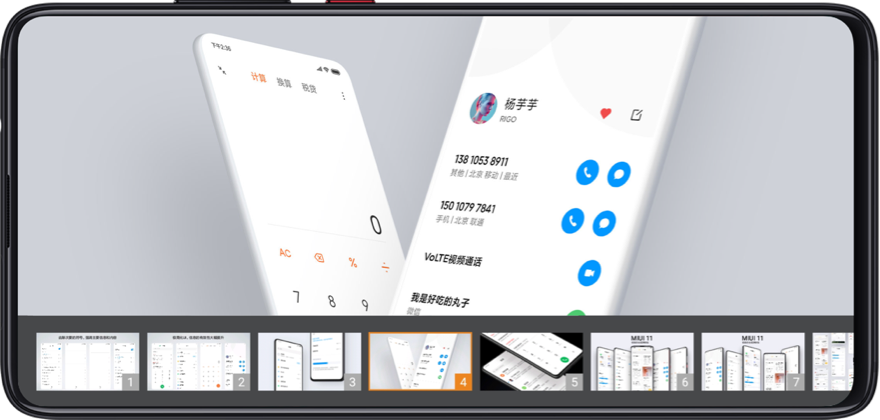 下午2:36
计算 换算 税贷
0
AC % ÷
7 8 9
杨芋芋
RIGO
138 1053 8911
其他 | 北京 移动 | 最近
150 1079 7841
手机 | 北京 联通
VoLTE视频通话
我是好吃的丸子
微信
1
2
3
4
5
MIUI 11
6
MIUI 11
7